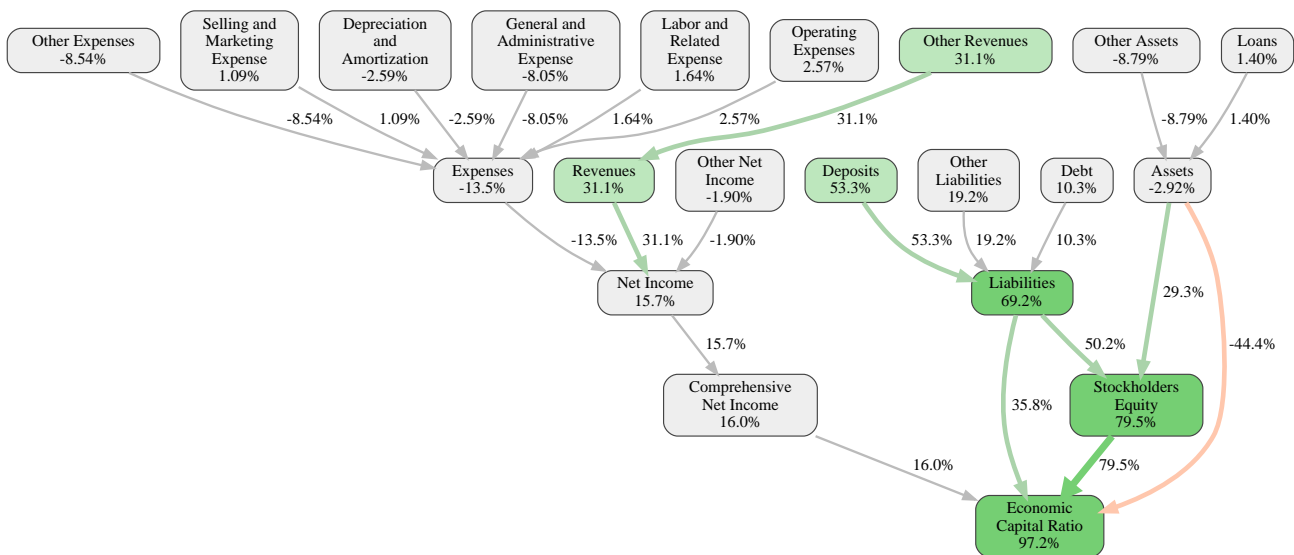 Other Expenses
-8.54%
Selling and
Marketing
Expense
1.09%
Depreciation
and
Amortization
-2.59%
General and
Administrative
Expense
-8.05%
Labor and
Related
Expense
1.64%
Operating
Expenses
2.57%
Other Revenues
31.1%
Other Assets
-8.79%
Loans
1.40%
-8.54%
1.09%
-2.59%
-8.05%
1.64%
2.57%
31.1%
-8.79%
1.40%
Expenses
-13.5%
Revenues
31.1%
Other Net
Income
-1.90%
Deposits
53.3%
Other
Liabilities
19.2%
Debt
10.3%
Assets
-2.92%
-13.5%
31.1%
-1.90%
53.3%
19.2%
10.3%
Net Income
15.7%
Liabilities
69.2%
29.3%
15.7%
50.2%
-44.4%
Comprehensive
Net Income
16.0%
35.8%
Stockholders
Equity
79.5%
16.0%
79.5%
Economic
Capital Ratio
97.2%